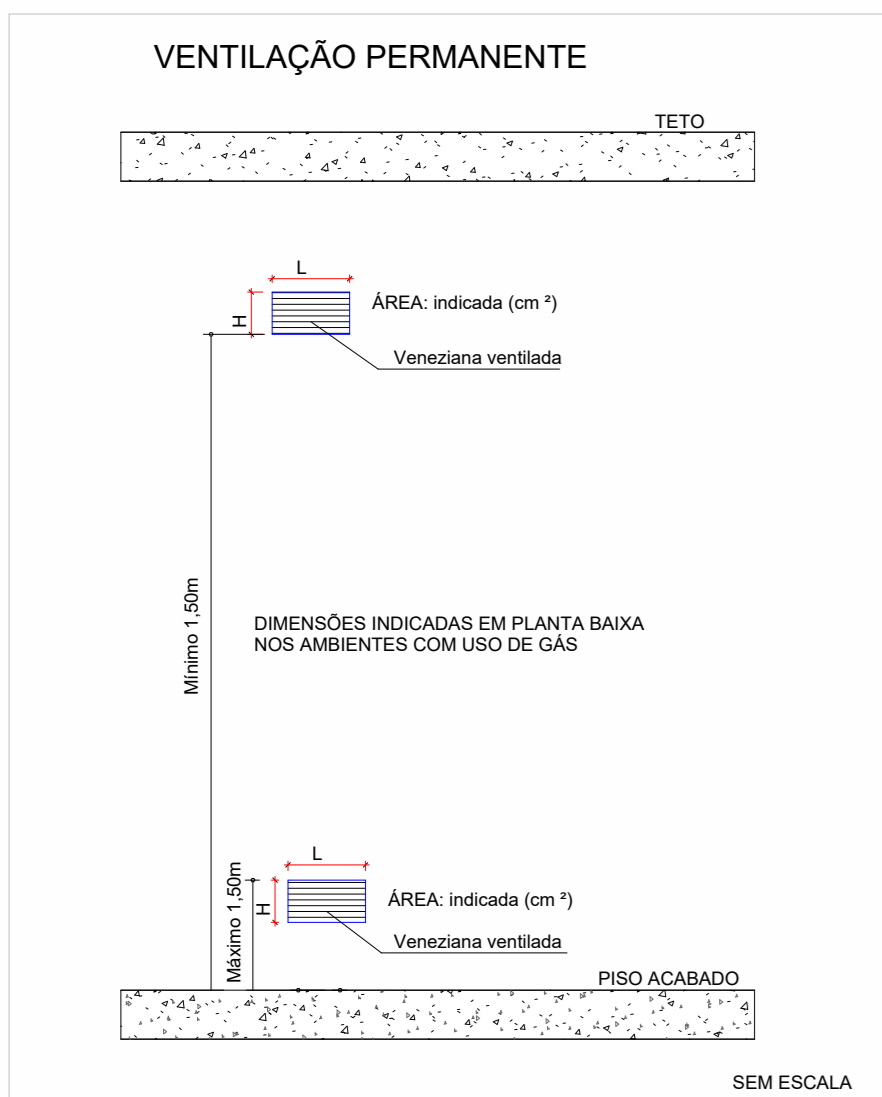 VENTILAÇÃO PERMANENTE
TETO
L
H
ÁREA: indicada (cm ²)
Veneziana ventilada
Mínimo 1,50m
DIMENSÕES INDICADAS EM PLANTA BAIXA
NOS AMBIENTES COM USO DE GÁS
L
H
Máximo 1,50m
ÁREA: indicada (cm ²)
Veneziana ventilada
PISO ACABADO
SEM ESCALA